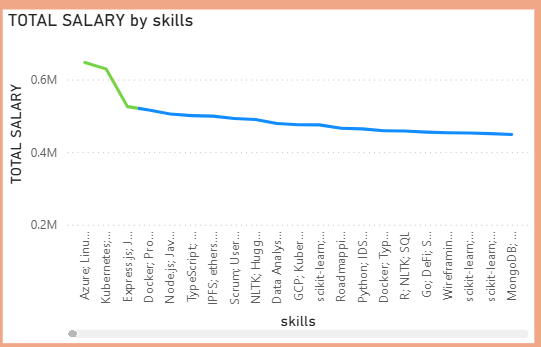 TOTAL SALARY by skills
TOTAL SALARY
0.6M
0.4M
0.2M
Azure; Linu...
Kubernetes;...
Express.js; J...
Docker; Pro...
Node.js; Jav...
TypeScript; ...
IPFS; ethers....
Scrum; User...
NLTK; Hugg...
Data Analys...
GCP; Kuber...
scikit-learn;...
Roadmappi...
Python; IDS...
Docker; Typ...
R; NLTK; SQL
Go; DeFi; S...
Wireframin...
scikit-learn;...
scikit-learn;...
MongoDB; ...
skills